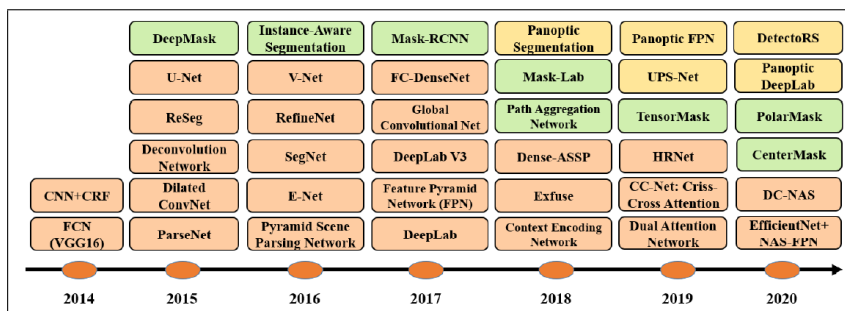 DeepMask
Instance-Aware
Segmentation
Mask-RCNN
Panoptic
Segmentation
Panoptic FPN
DetectoRS
U-Net
V-Net
FC-DenseNet
Mask-Lab
UPS-Net
Panoptic
DeepLab
ReSeg
RefineNet
Global
Convolutional Net
Path Aggregation
Network
TensorMask
PolarMask
Deconvolution
Network
SegNet
DeepLab V3
Dense-ASSP
HRNet
CenterMask
CNN+CRF
Dilated
ConvNet
E-Net
Feature Pyramid
Network (FPN)
Exfuse
CC-Net: Criss-
Cross Attention
DC-NAS
FCN
(VGG16)
ParseNet
Pyramid Scene
Parsing Network
DeepLab
Context Encoding
Network
Dual Attention
Network
EfficientNet+
NAS-FPN
2014
2015
2016
2017
2018
2019
2020